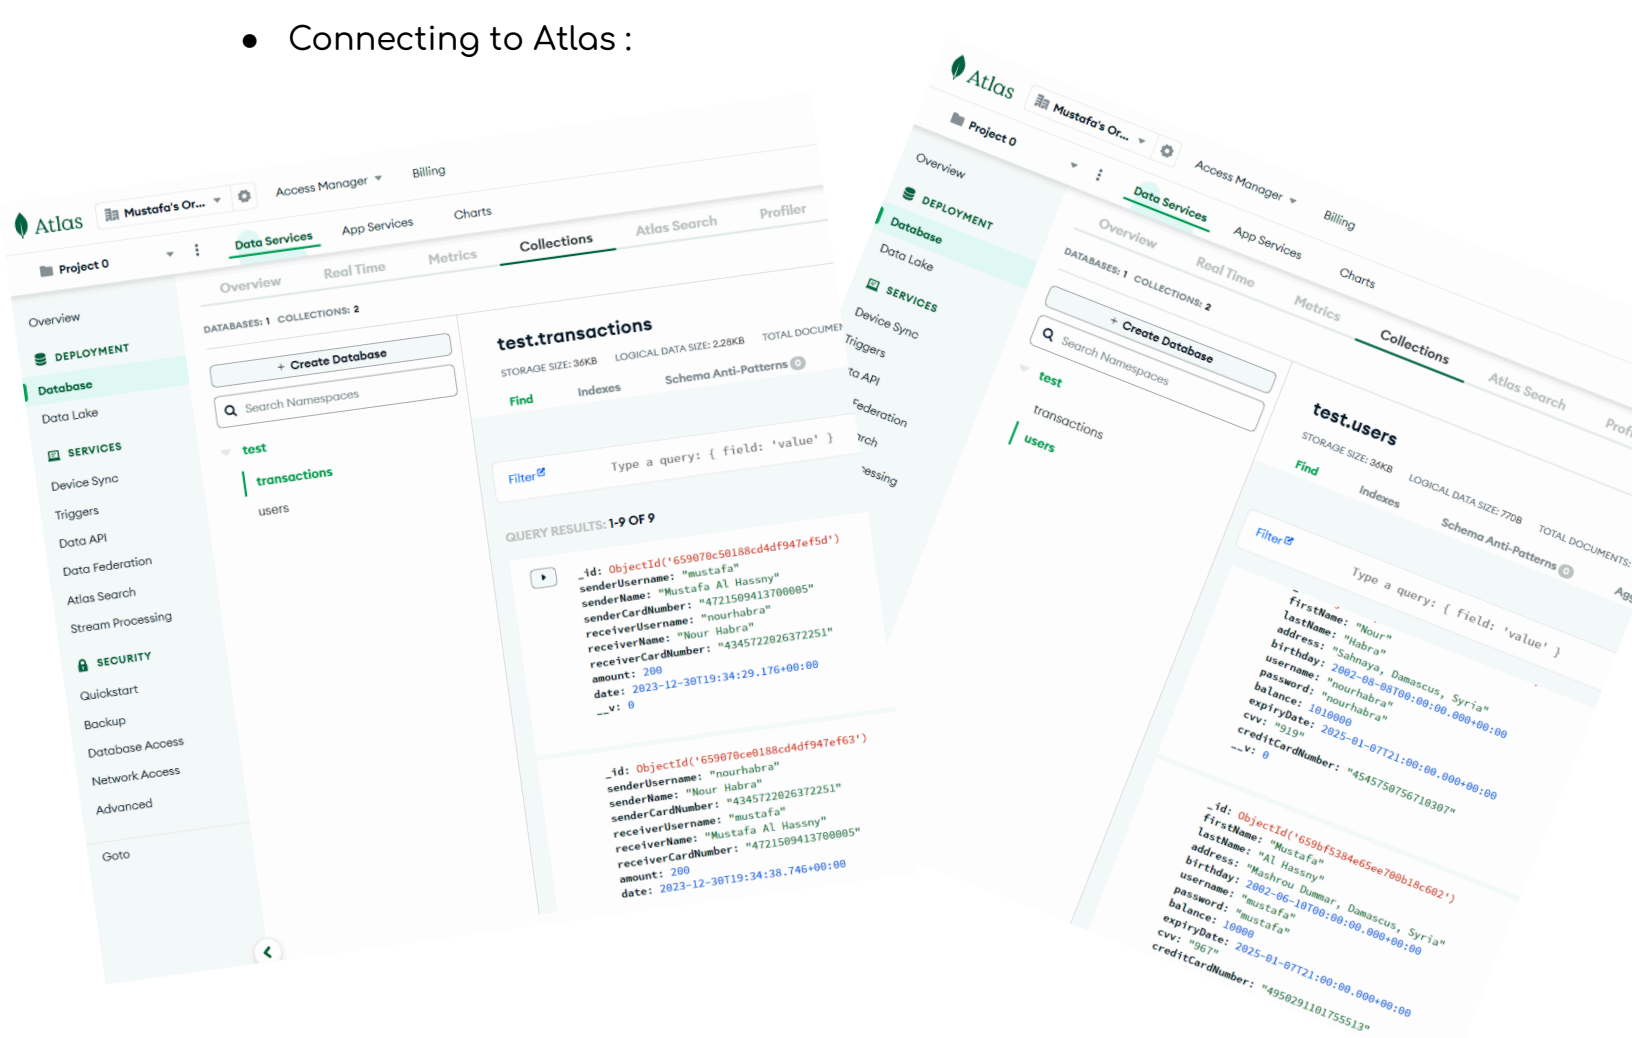 ● Connecting to Atlas :
Atlas
Mustafa's Or...
Access Manager
Billing
Project 0
Data Services
App Services
Charts
Overview
DEPLOYMENT
Database
Data Lake
SERVICES
Device Sync
Triggers
Data API
Data Federation
Atlas Search
Stream Processing
SECURITY
Quickstart
Backup
Database Access
Network Access
Advanced
Goto
Overview
Real Time
Metrics
Collections
Atlas Search
Profiler
DATABASES: 1 COLLECTIONS: 2
+ Create Database
Search Namespaces
test
transactions
users
test.transactions
STORAGE SIZE: 36KB LOGICAL DATA SIZE: 2.28KB TOTAL DOCUMEN
Find
Indexes
Schema Anti-Patterns 0
Filter
Type a query: { field: 'value' }
QUERY RESULTS: 1-9 OF 9
_id: ObjectId('659070c50188cd4df947ef5d')
senderUsername: "mustafa"
senderName: "Mustafa Al Hassny"
senderCardNumber: "4721509413700005"
receiverUsername: "nourhabra"
receiverName: "Nour Habra"
receiverCardNumber: "4345722026372251"
amount: 200
date: 2023-12-30T19:34:29.176+00:00
__v: 0
_id: ObjectId('659070ce0188cd4df947ef63')
senderUsername: "nourhabra"
senderName: "Nour Habra"
senderCardNumber: "4345722026372251"
receiverUsername: "mustafa"
receiverName: "Mustafa Al Hassny"
receiverCardNumber: "4721509413700005"
amount: 200
date: 2023-12-30T19:34:38.746+00:00
Atlas
Mustafa's Or...
Access Manager
Billing
Project 0
Data Services
App Services
Charts
Overview
DEPLOYMENT
Database
Data Lake
SERVICES
Device Sync
Triggers
ta API
Federation
rch
essing
Overview
Real Time
Metrics
Collections
Atlas Search
Profi
DATABASES: 1 COLLECTIONS: 2
+ Create Database
Search Namespaces
test
transactions
users
test.users
STORAGE SIZE: 36KB LOGICAL DATA SIZE: 770B TOTAL DOCUMENTS:
Find
Indexes
Schema Anti-Patterns 0
Agg
Filter
Type a query: { field: 'value' }
firstName: "Nour"
lastName: "Habra"
address: "Sahnaya, Damascus, Syria"
birthday: 2002-08-08T00:00:00.000+00:00
username: "nourhabra"
password: "nourhabra"
balance: 1010000
expiryDate: 2025-01-07T21:00:00.000+00:00
cvv: "919"
creditCardNumber: "4545750756710307"
__v: 0
_id: ObjectId('659bf5384e65ee700b18c602')
firstName: "Mustafa"
lastName: "Al Hassny"
address: "Mashrou Dummar, Damascus, Syria"
birthday: 2002-06-10T00:00:00.000+00:00
username: "mustafa"
password: "mustafa"
balance: 10000
expiryDate: 2025-01-07T21:00:00.000+00:00
cvv: "967"
creditCardNumber: "4950291101755513"